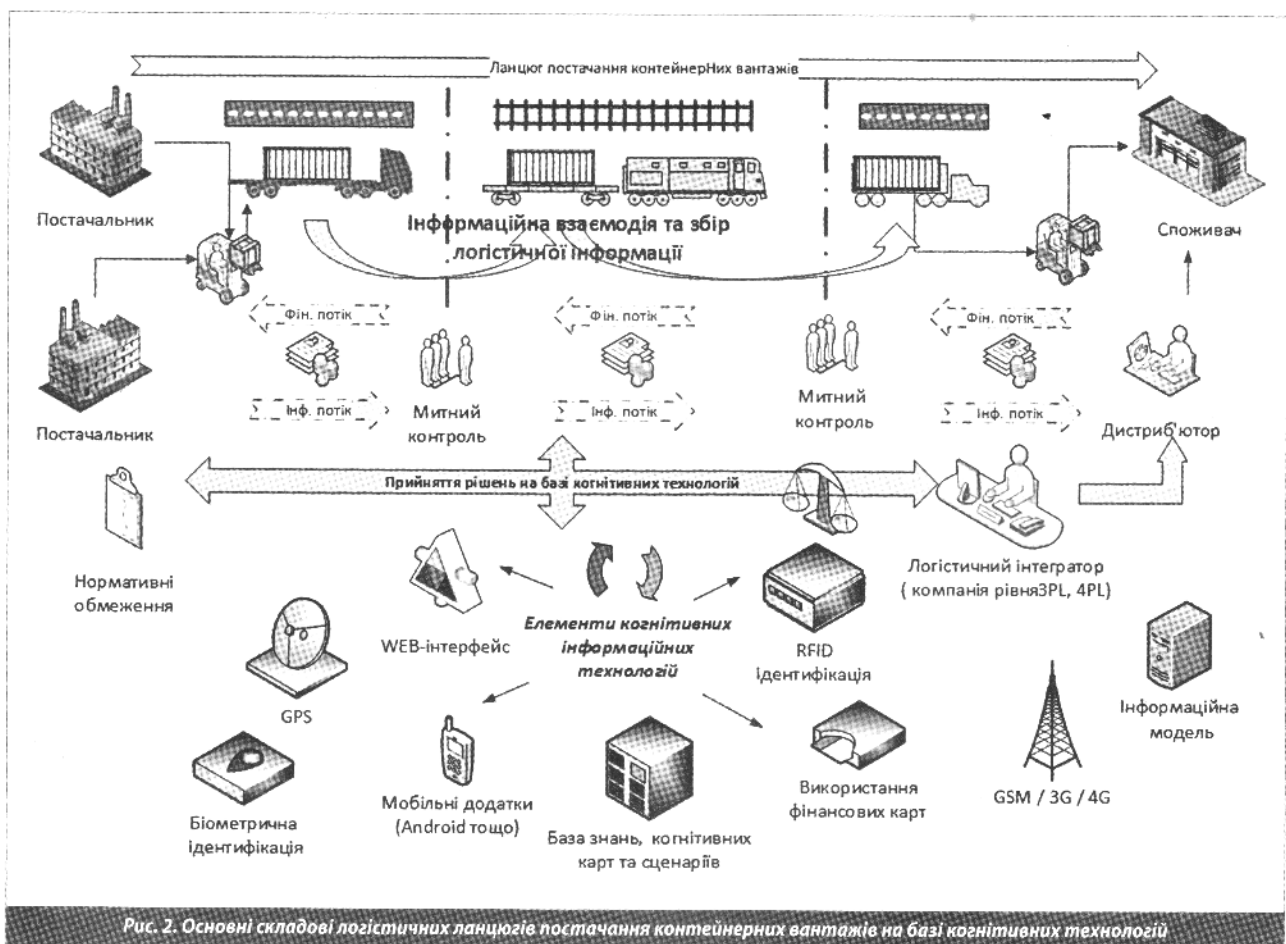 Ланцюг постачання контейнерНих вантажів
Постачальник
Інформаційна взаємодія та збір
логістичної інформації
Споживач
Фін. потік
Фін. потік
Фін. потік
Інф. потік
Митний
контроль
Інф. потік
Митний
контроль
Інф. потік
Постачальник
Дистриб'ютор
Прийняття рішень на базі когнітивних технологій
Нормативні
обмеження
Логістичний інтегратор
( компанія рівня3PL, 4PL)
WEB-інтерфейс
Елементи когнітивних
інформаційних
технологій
RFID
ідентифікація
GPS
Інформаційна
модель
Біометрична
ідентифікація
Мобільні додатки
(Android тощо)
База знань, когнітивних
карт та сценаріїв
Використання
фінансових карт
GSM / 3G / 4G
Рис. 2. Основні складові логістичних ланцюгів постачання контейнерних вантажів на базі когнітивних технологій